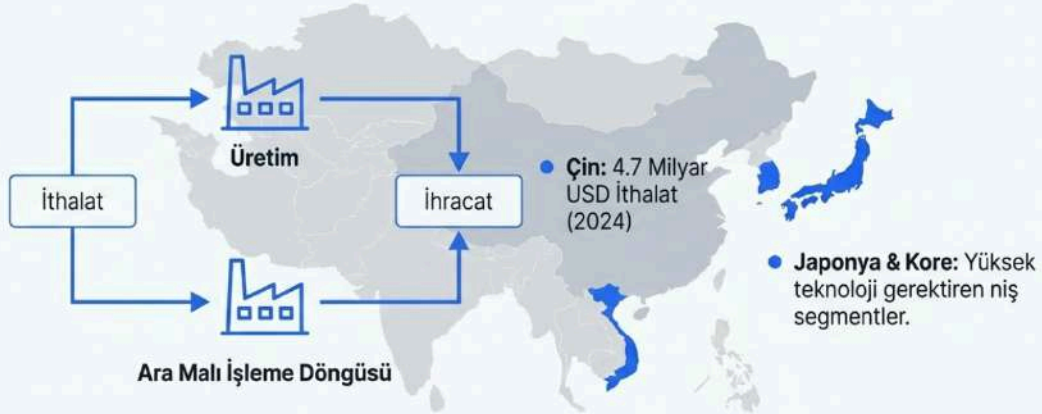 İthalat
Üretim
Ara Malı İşleme Döngüsü
İhracat
Çin: 4.7 Milyar
USD İthalat
(2024)
Japonya & Kore: Yüksek
teknoloji gerektiren niş
segmentler.